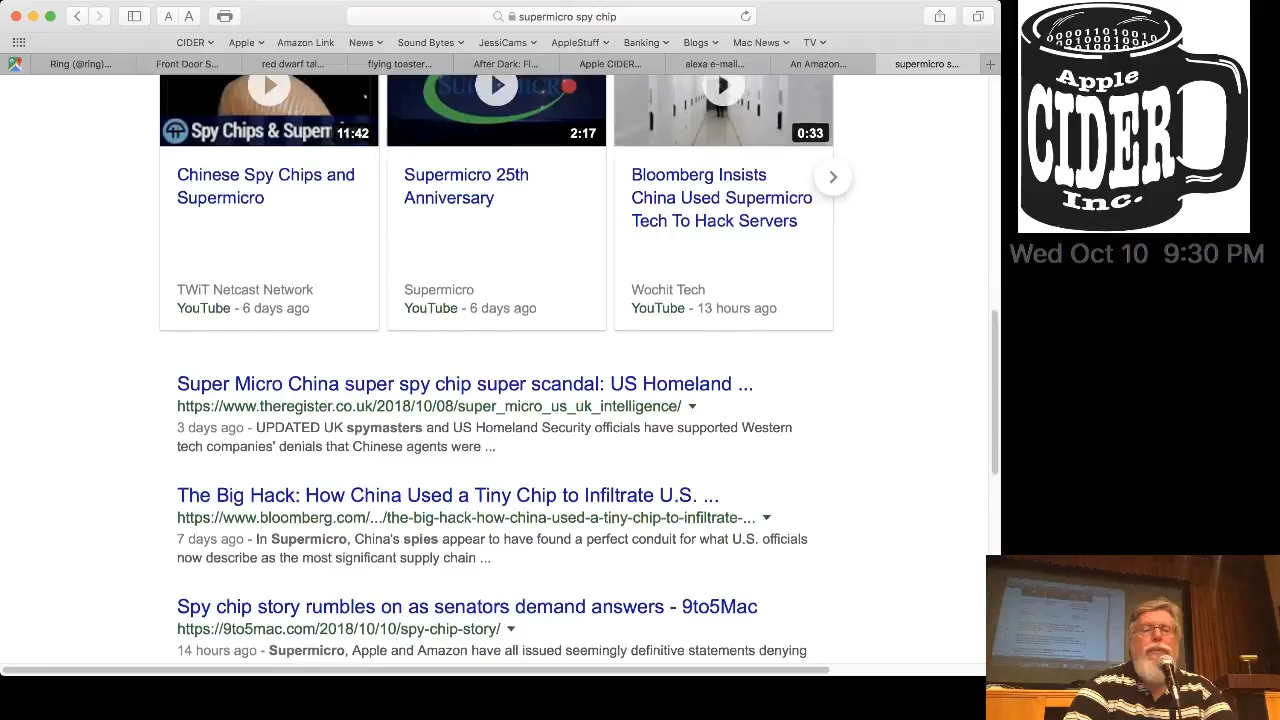 supermicro spy chip
A A
CIDER Apple Amazon Link News Sound Bytes JessiCams AppleStuff Banking Blogs Mac News TV
Ring (@ring)... Front Door S... red dwarf tal... flying toaster... After Dark: Fl... Apple CIDER... alexa e-mail... An Amazon... supermicro s...
Spy Chips & Superm 11:42
SUPERMICR 2:17
0:33
Chinese Spy Chips and
Supermicro
TWiT Netcast Network
YouTube - 6 days ago
Supermicro 25th
Anniversary
Supermicro
YouTube - 6 days ago
Bloomberg Insists
China Used Supermicro
Tech To Hack Servers
Wochit Tech
YouTube - 13 hours ago
Super Micro China super spy chip super scandal: US Homeland ...
https://www.theregister.co.uk/2018/10/08/super_micro_us_uk_intelligence/
3 days ago - UPDATED UK spymasters and US Homeland Security officials have supported Western
tech companies' denials that Chinese agents were ...
The Big Hack: How China Used a Tiny Chip to Infiltrate U.S. ...
https://www.bloomberg.com/.../the-big-hack-how-china-used-a-tiny-chip-to-infiltrate-...
7 days ago - In Supermicro, China's spies appear to have found a perfect conduit for what U.S. officials
now describe as the most significant supply chain ...
Spy chip story rumbles on as senators demand answers - 9to5Mac
https://9to5mac.com/2018/10/10/spy-chip-story/
14 hours ago - Supermicro, Apple and Amazon have all issued seemingly definitive statements denying
Apple
CIDER
Inc.
Wed Oct 10 9:30 PM